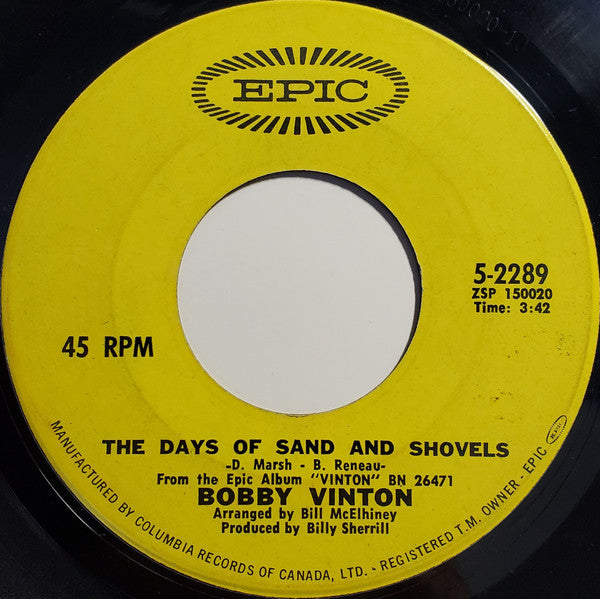 EPIC
5-2289
ZSP 150020
Time: 3:42
45 RPM
THE DAYS OF SAND AND SHOVELS
-D. Marsh - B. Reneau-
From the Epic Album "VINTON" BN 26471
BOBBY VINTON
Arranged by Bill McElhiney
Produced by Billy Sherrill
MANUFACTURED BY COLUMBIA RECORDS OF CANADA, LTD. - REGISTERED T.M. OWNER - EPIC